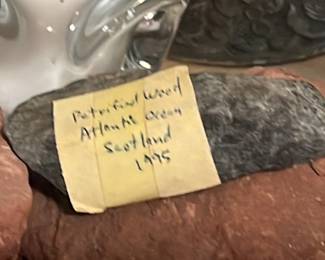 Petrified Wood
Atlantic Ocean
Scotland
1995